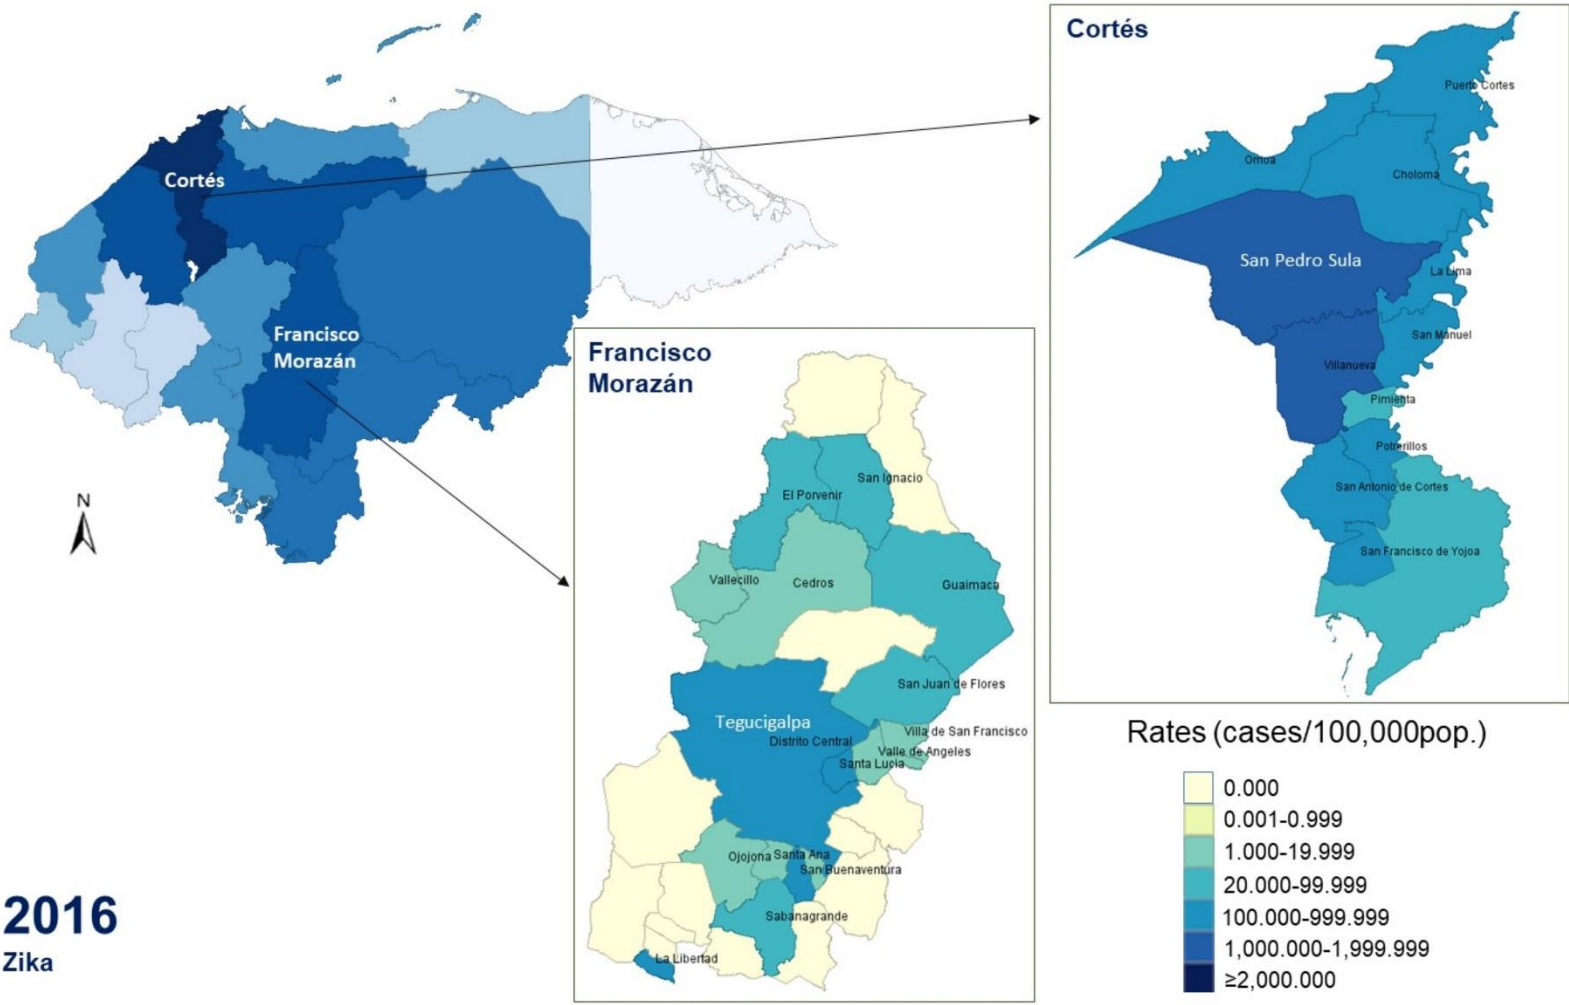 Cortés
Francisco
Morazán
N
2016
Zika
Francisco
Morazán
San Ignacio
El Porvenir
Vallecillo
Cedros
Guaimaca
San Juan de Flores
Tegucigalpa
Villa de San Francisco
Distrito Central
Valle de Angeles
Santa Lucia
Ojojona
Santa Ana
San Buenaventura
Sabanagrande
La Libertad
Cortés
Puerto Cortes
Omoa
Choloma
San Pedro Sula
La Lima
San Manuel
Villanueva
Pimienta
Potrerillos
San Antonio de Cortes
San Francisco de Yojoa
Rates (cases/100,000pop.)
0.000
0.001-0.999
1.000-19.999
20.000-99.999
100.000-999.999
1,000.000-1,999.999
≥2,000.000